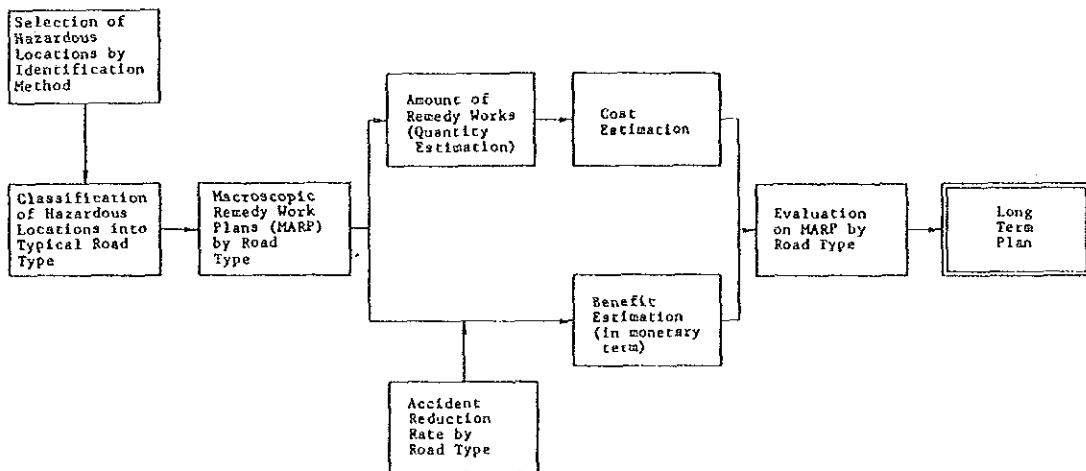 Selection of
Hazardous
Locations by
Identification
Method
Classification
of Hazardous
Locations into
Typical Road
Type
Macroscopic
Remedy Work
Plans (MARP)
by Road
Type
Amount of
Remedy Works
(Quantity
Estimation)
Cost
Estimation
Accident
Reduction
Rate by
Road Type
Benefit
Estimation
(in monetary
term)
Evaluation
on MARP by
Road Type
Long
Term
Plan